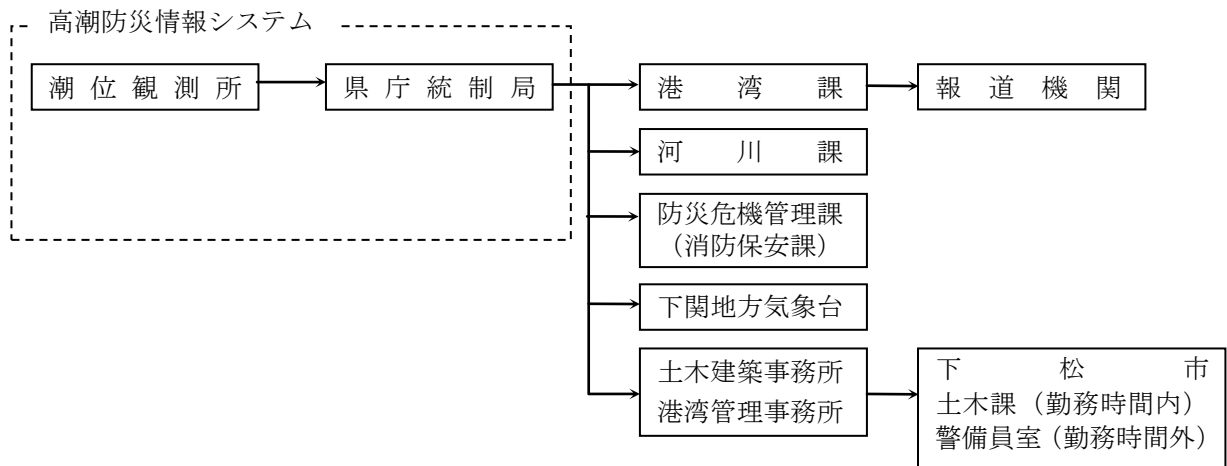 高潮防災情報システム
潮位観測所
県庁統制局
港湾課
報道機関
河川課
防災危機管理課
（消防保安課）
下関地方気象台
土木建築事務所
港湾管理事務所
下松市
土木課（勤務時間内）
警備員室（勤務時間外）